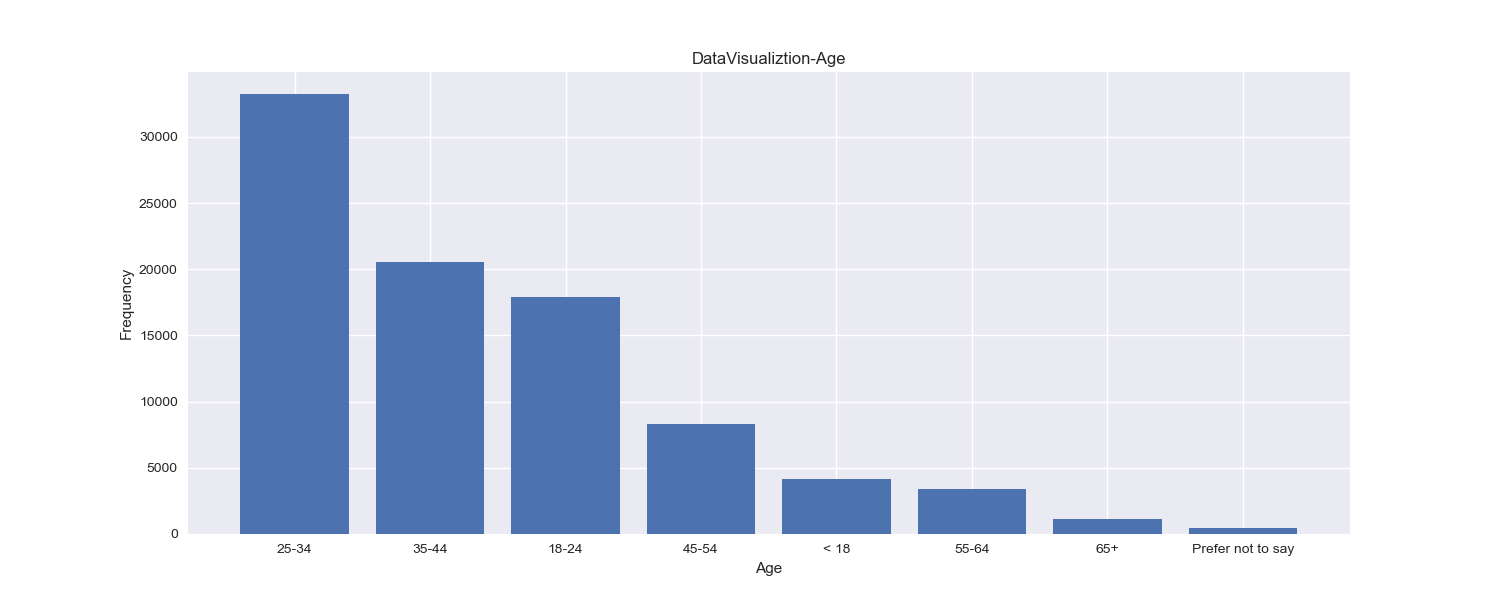 DataVisualiztion-Age
Frequency
30000
25000
20000
15000
10000
5000
0
25-34 35-44 18-24 45-54 < 18 55-64 65+ Prefer not to say
Age